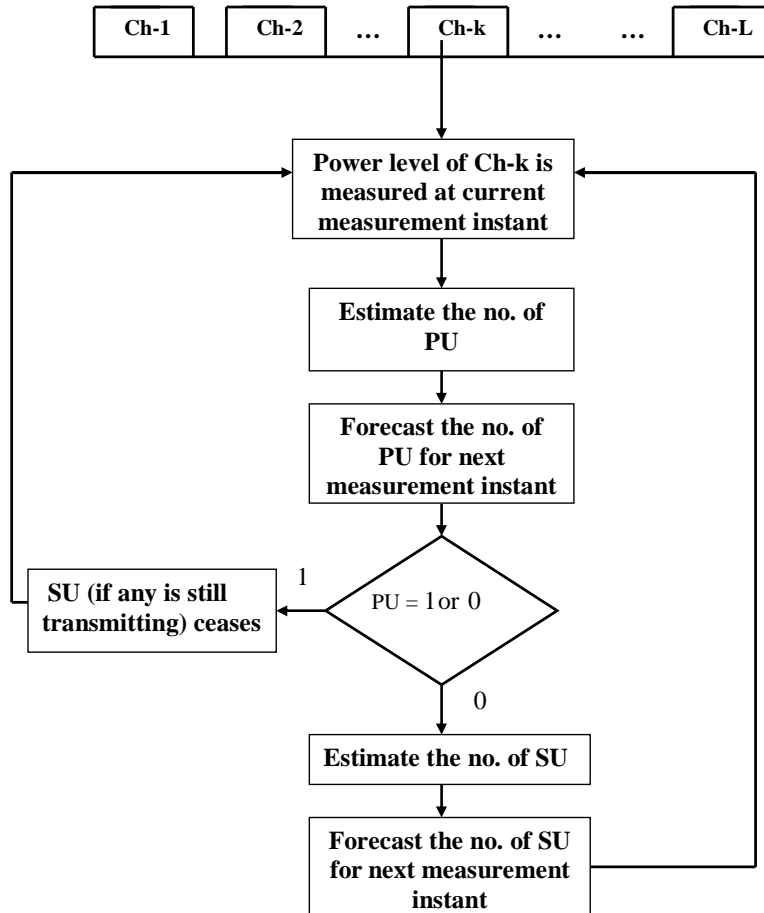 Ch-1 Ch-2 ... Ch-k ... ... Ch-L
Power level of Ch-k is
measured at current
measurement instant
Estimate the no. of
PU
Forecast the no. of
PU for next
measurement instant
PU = 1 or 0
1
SU (if any is still
transmitting) ceases
0
Estimate the no. of SU
Forecast the no. of SU
for next measurement
instant